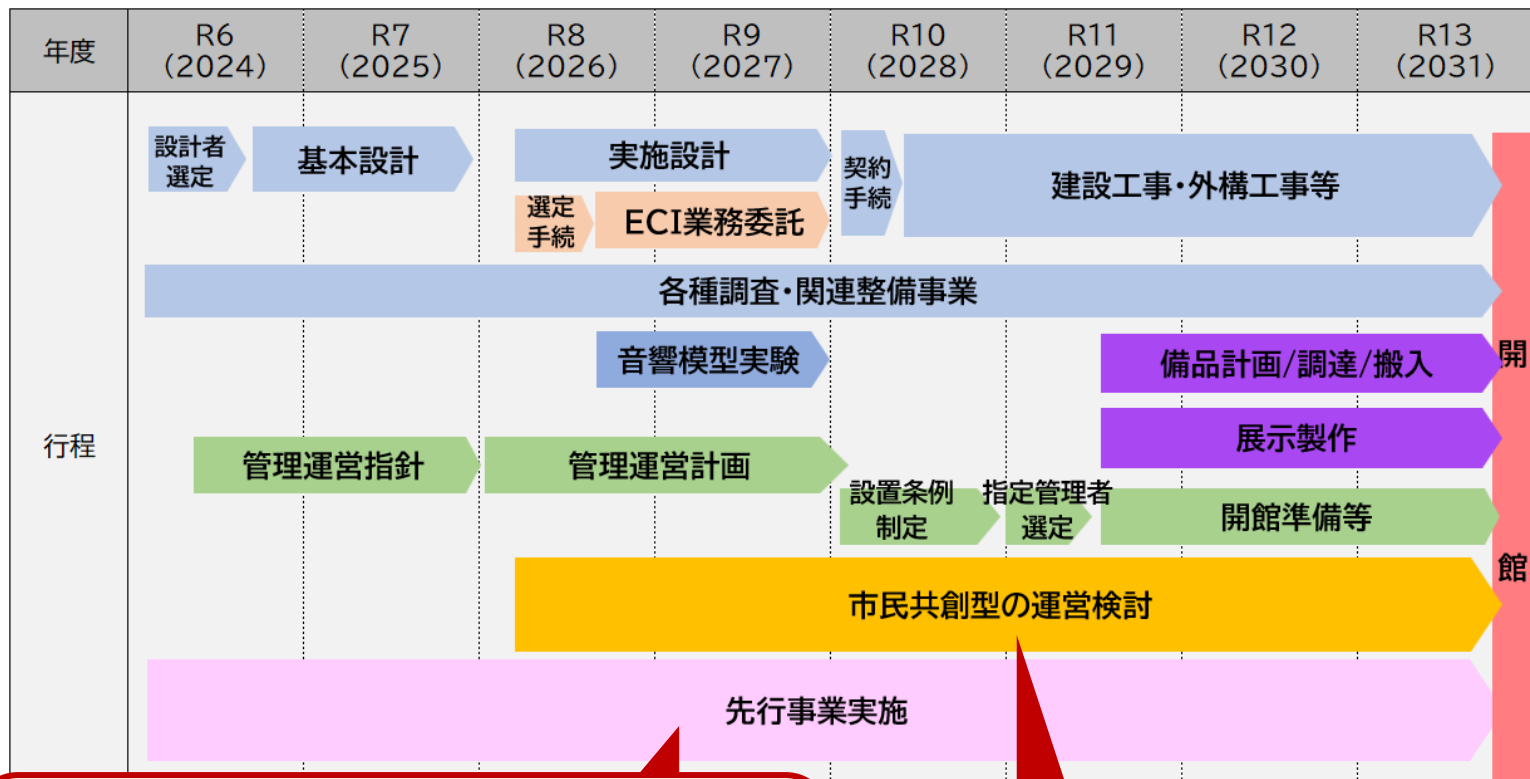 年度
R6
(2024)
R7
(2025)
R8
(2026)
R9
(2027)
R10
(2028)
R11
(2029)
R12
(2030)
R13
(2031)
行程
設計者
選定
基本設計
実施設計
契約
手続
建設工事・外構工事等
選定
手続
ECI業務委託
各種調査・関連整備事業
音響模型実験
備品計画/調達/搬入
展示製作
管理運営指針
管理運営計画
設置条例
制定
指定管理者
選定
開館準備等
市民共創型の運営検討
先行事業実施
開
館